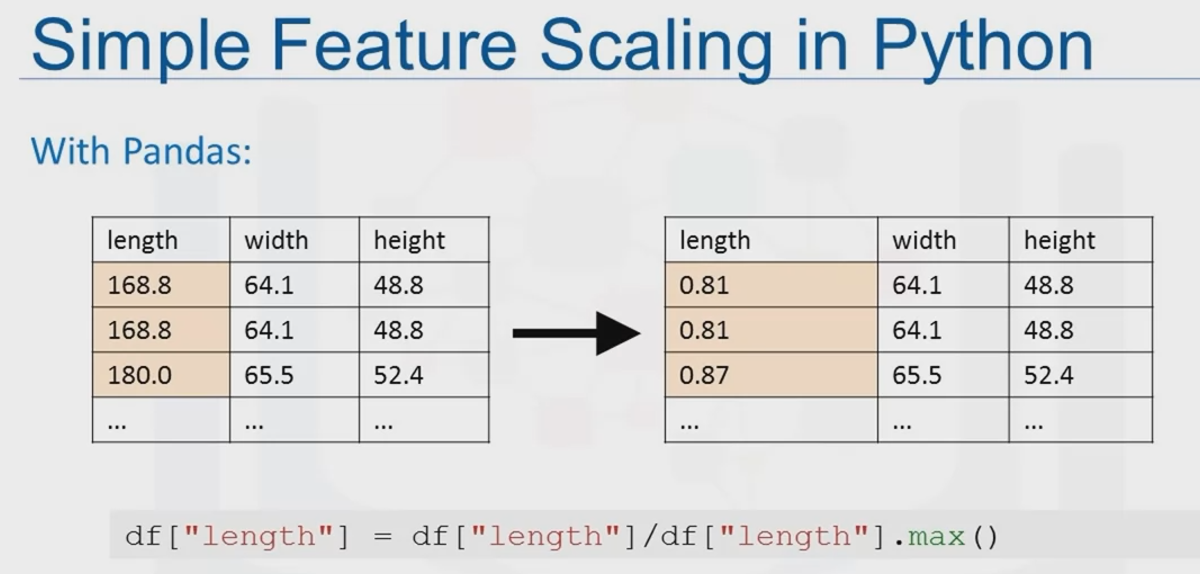 Simple Feature Scaling in Python
With Pandas:
length width height
168.8 64.1 48.8
168.8 64.1 48.8
180.0 65.5 52.4
... ... ...
length width height
0.81 64.1 48.8
0.81 64.1 48.8
0.87 65.5 52.4
... ... ...
df["length"] = df["length"]/df["length"].max()